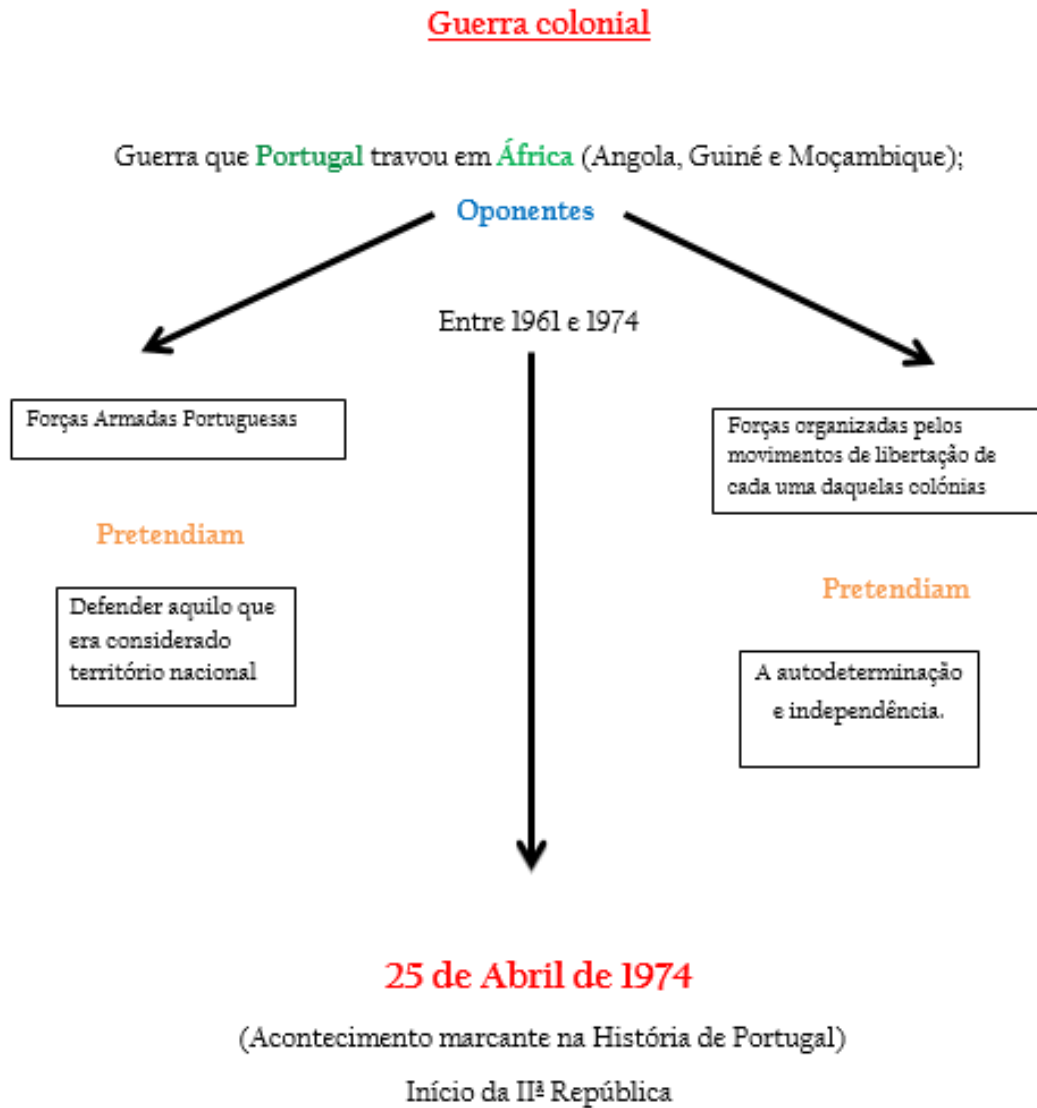 Guerra colonial
Guerra que Portugal travou em África (Angola, Guiné e Moçambique);
Oponentes
Entre 1961 e 1974
Forças Armadas Portuguesas
Pretendiam
Defender aquilo que
era considerado
território nacional
Forças organizadas pelos
movimentos de libertação de
cada uma daquelas colónias
Pretendiam
A autodeterminação
e independência.
25 de Abril de 1974
(Acontecimento marcante na História de Portugal)
Início da IIª República